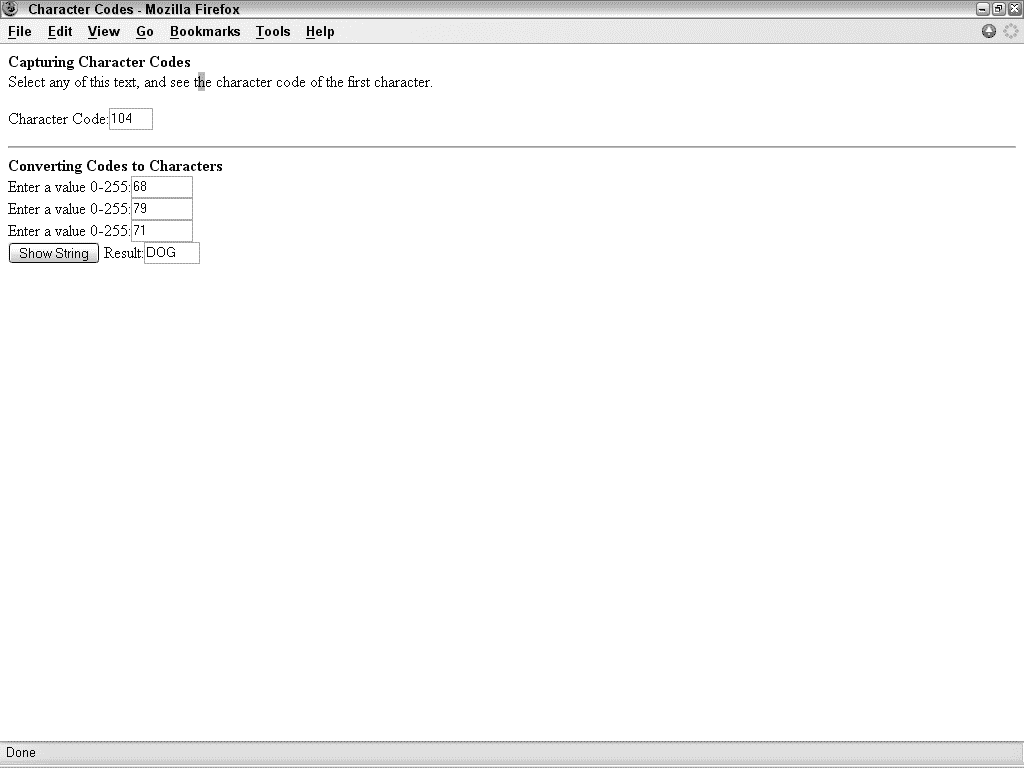 Character Codes - Mozilla Firefox
File Edit View Go Bookmarks Tools Help
Capturing Character Codes
Select any of this text, and see the character code of the first character.
Character Code: 104
Converting Codes to Characters
Enter a value 0-255: 68
Enter a value 0-255: 79
Enter a value 0-255: 71
Show String Result: DOG
Done